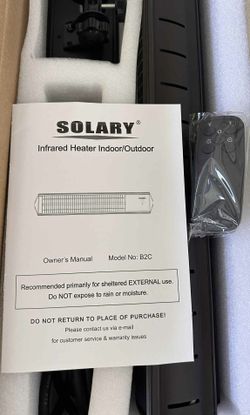 SOLARY®
Infrared Heater Indoor/Outdoor
Owner's Manual Model No: B2C
Recommended primarily for sheltered EXTERNAL use.
Do NOT expose to rain or moisture.
DO NOT RETURN TO PLACE OF PURCHASE!
Please contact us via e-mail
for customer service & warranty issues